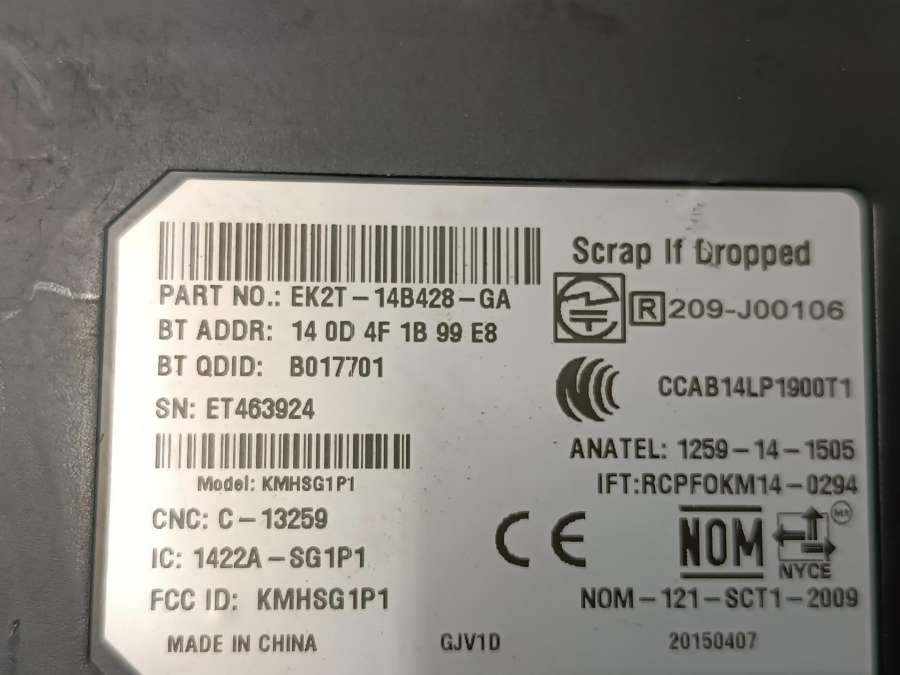 Scrap If Dropped
PART NO.: EK2T-14B428-GA
R 209-J00106
BT ADDR: 14 0D 4F 1B 99 E8
BT QDID: B017701
CCAB14LP1900T1
SN: ET463924
ANATEL: 1259-14-1505
Model: KMHSG1P1
IFT:RCPFOKM14-0294
CNC: C-13259
CE
NOM
NYCE
IC: 1422A-SG1P1
FCC ID: KMHSG1P1
NOM-121-SCT1-2009
MADE IN CHINA
GJV1D
20150407